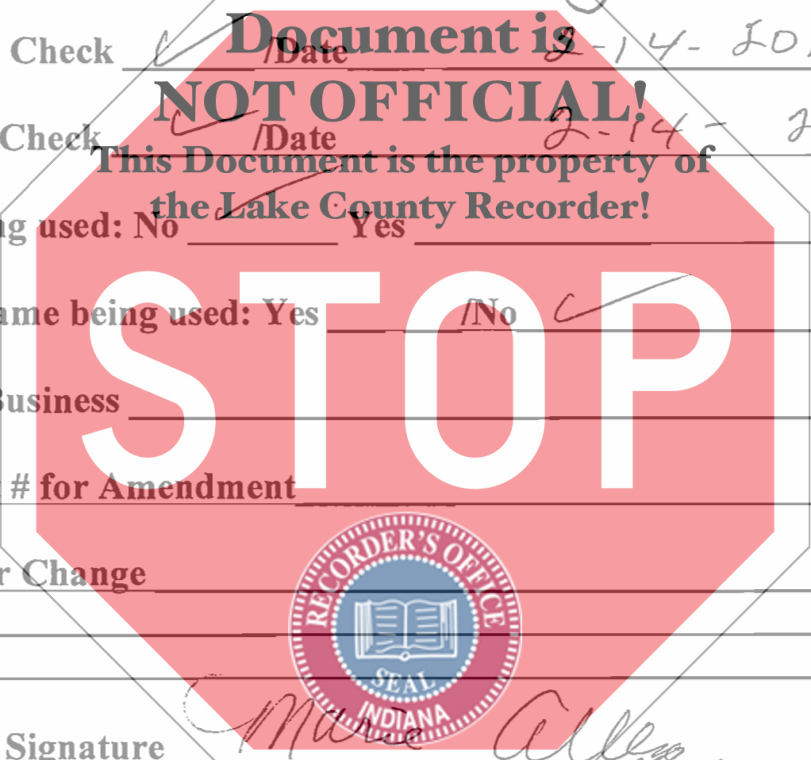 Check ✓ /Date 2-14-
Document is
NOT OFFICIAL!
Check ✓ /Date 2-14-
This Document is the property of
the Lake County Recorder!
used: No ✓ Yes
being used: Yes /No ✓
STOP
Business
# for Amendment
Change
RECORDER'S OFFICE
SEAL
INDIANA
Signature Marie Allen